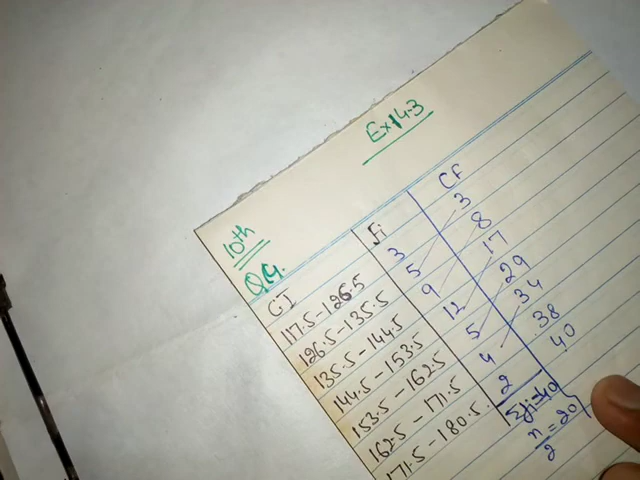 Ex14.3
10th
Q4.
CI fi CF
117.5-126.5 3 3
126.5-135.5 5 8
135.5-144.5 9 17
144.5-153.5 12 29
153.5-162.5 5 34
162.5-171.5 4 38
171.5-180.5. 2 40
Σfi=40
n/2=20